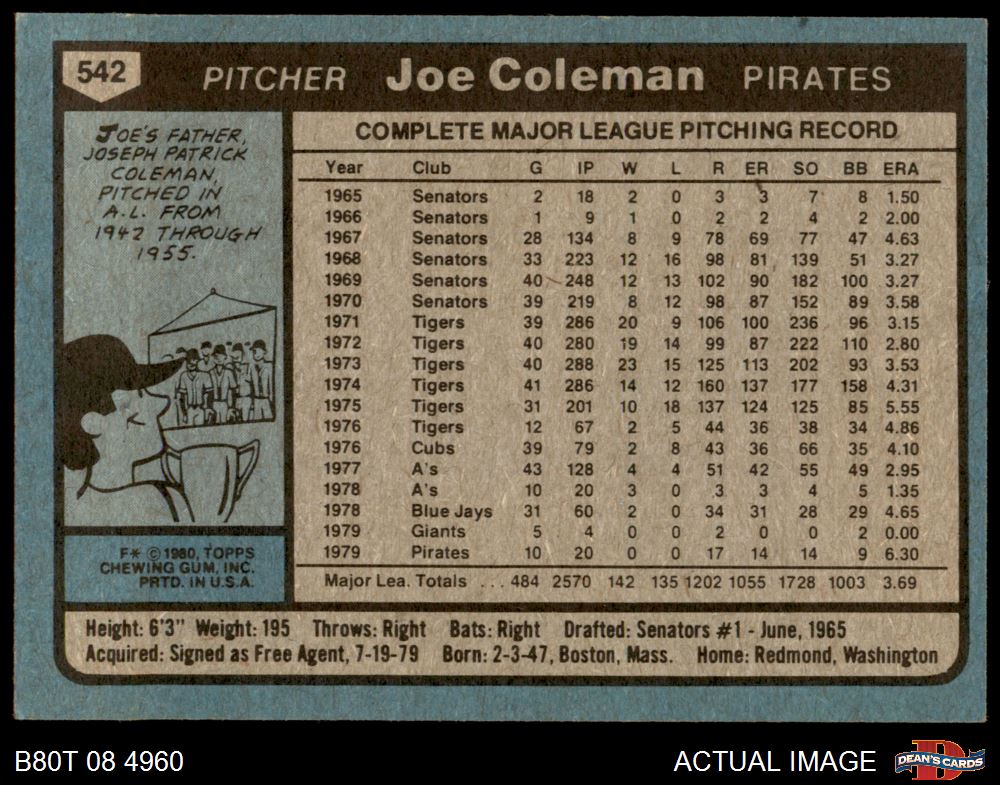 542 PITCHER Joe Coleman PIRATES
JOE'S FATHER,
JOSEPH PATRICK
COLEMAN,
PITCHED IN
A.L. FROM
1942 THROUGH
1955.
COMPLETE MAJOR LEAGUE PITCHING RECORD
Year Club G IP W L R ER SO BB ERA
1965 Senators 2 18 2 0 3 3 7 8 1.50
1966 Senators 1 9 1 0 2 2 4 2 2.00
1967 Senators 28 134 8 9 78 69 77 47 4.63
1968 Senators 33 223 12 16 98 81 139 51 3.27
1969 Senators 40 248 12 13 102 90 182 100 3.27
1970 Senators 39 219 8 12 98 87 152 89 3.58
1971 Tigers 39 286 20 9 106 100 236 96 3.15
1972 Tigers 40 280 19 14 99 87 222 110 2.80
1973 Tigers 40 288 23 15 125 113 202 93 3.53
1974 Tigers 41 286 14 12 160 137 177 158 4.31
1975 Tigers 31 201 10 18 137 124 125 85 5.55
1976 Tigers 12 67 2 5 44 36 38 34 4.86
1976 Cubs 39 79 2 8 43 36 66 35 4.10
1977 A's 43 128 4 4 51 42 55 49 2.95
1978 A's 10 20 3 0 3 3 4 5 1.35
1978 Blue Jays 31 60 2 0 34 31 28 29 4.65
1979 Giants 5 4 0 0 2 0 0 2 0.00
1979 Pirates 10 20 0 0 17 14 14 9 6.30
Major Lea. Totals ... 484 2570 142 135 1202 1055 1728 1003 3.69
F* © 1980, TOPPS
CHEWING GUM, INC.
PRTD. IN U.S.A.
Height: 6'3" Weight: 195 Throws: Right Bats: Right Drafted: Senators #1 - June, 1965
Acquired: Signed as Free Agent, 7-19-79 Born: 2-3-47, Boston, Mass. Home: Redmond, Washington
B80T 08 4960 ACTUAL IMAGE DEAN'S CARDS